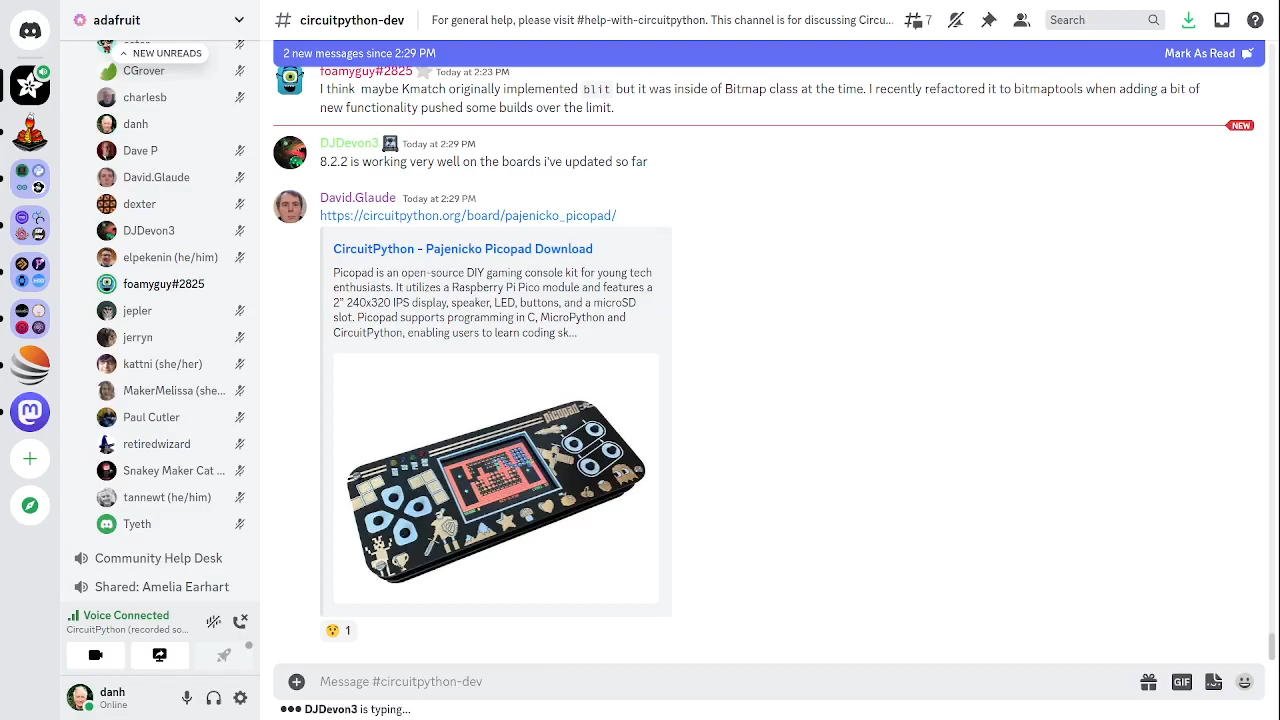 adafruit
# circuitpython-dev
For general help, please visit #help-with-circuitpython. This channel is for discussing Circu...
7
Search
NEW UNREADS
CGrover
charlesb
danh
Dave P
David.Glaude
dexter
DJDevon3
elpekenin (he/him)
foamyguy#2825
jepler
jerryn
kattni (she/her)
MakerMelissa (she...
Paul Cutler
retiredwizard
Snakey Maker Cat ...
tannewt (he/him)
Tyeth
Community Help Desk
Shared: Amelia Earhart
Voice Connected
CircuitPython (recorded so...
danh
Online
2 new messages since 2:29 PM
Mark As Read
foamyguy#2825 Today at 2:23 PM
I think maybe Kmatch originally implemented blit but it was inside of Bitmap class at the time. I recently refactored it to bitmaptools when adding a bit of
new functionality pushed some builds over the limit.
NEW
DJDevon3 Today at 2:29 PM
8.2.2 is working very well on the boards i've updated so far
David.Glaude Today at 2:29 PM
https://circuitpython.org/board/pajenicko_picopad/
CircuitPython - Pajenicko Picopad Download
Picopad is an open-source DIY gaming console kit for young tech
enthusiasts. It utilizes a Raspberry Pi Pico module and features a
2” 240x320 IPS display, speaker, LED, buttons, and a microSD
slot. Picopad supports programming in C, MicroPython and
CircuitPython, enabling users to learn coding sk...
picopad
1
Message #circuitpython-dev
GIF
DJDevon3 is typing...